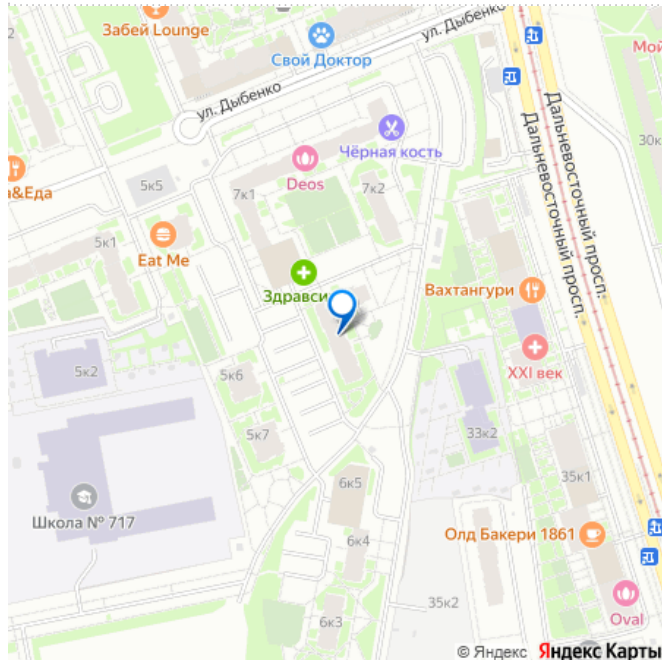 Забей Lounge
ул. Дыбенко
Свой Доктор
Мой
ул. Дыбенко
Чёрная кость
30к
Дальневосточный просп.
Дальневосточный просп.
а&Еда
5к5
Deos
7к1
7к2
5к1
Eat Me
Здравси
Вахтангури
XXI век
5к2
5к6
5к7
33к2
6к5
35к1
Школа № 717
6к4
Олд Бакери 1861
35к2
6к3
Oval
© Яндекс Яндекс Карты